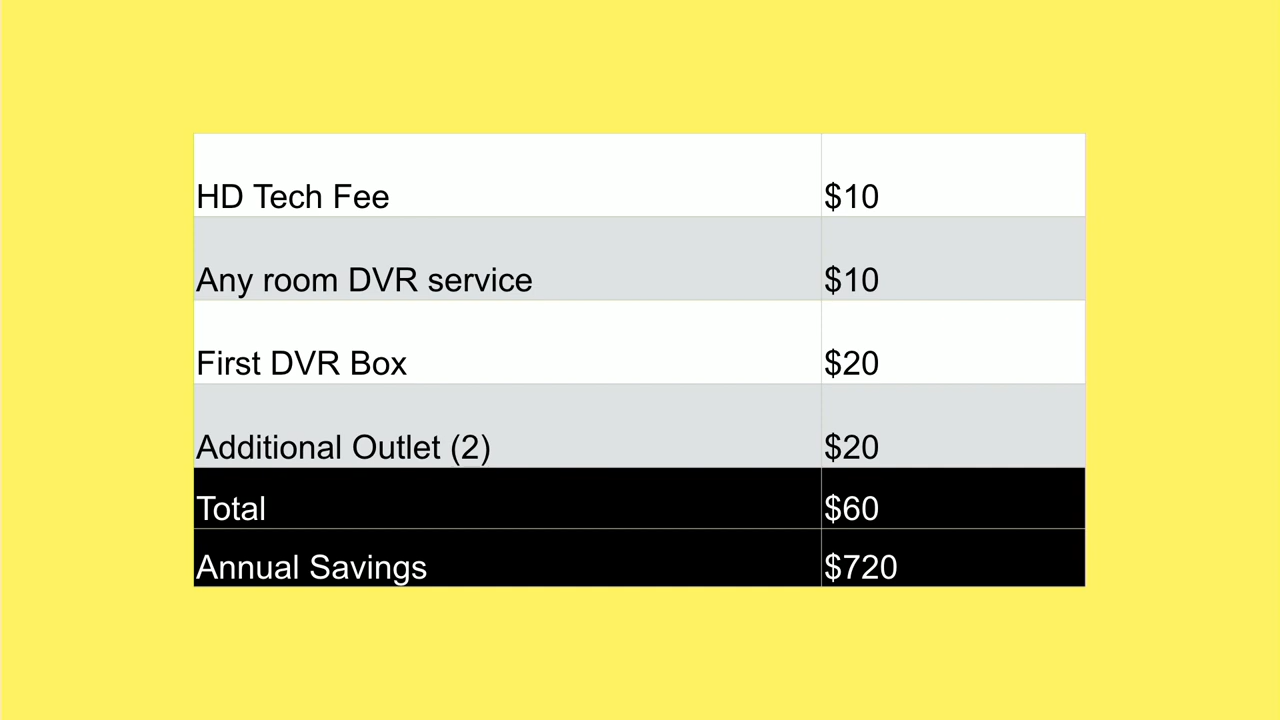 HD Tech Fee $10
Any room DVR service $10
First DVR Box $20
Additional Outlet (2) $20
Total $60
Annual Savings $720